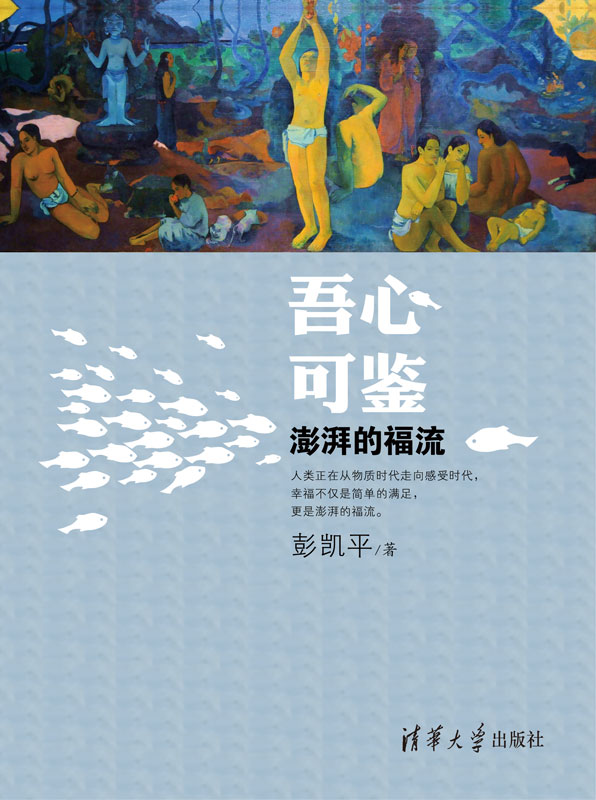 吾心
可鉴
澎湃的福流
人类正在从物质时代走向感受时代，
幸福不仅是简单的满足，
更是澎湃的福流。
彭凯平/著
清华大学出版社